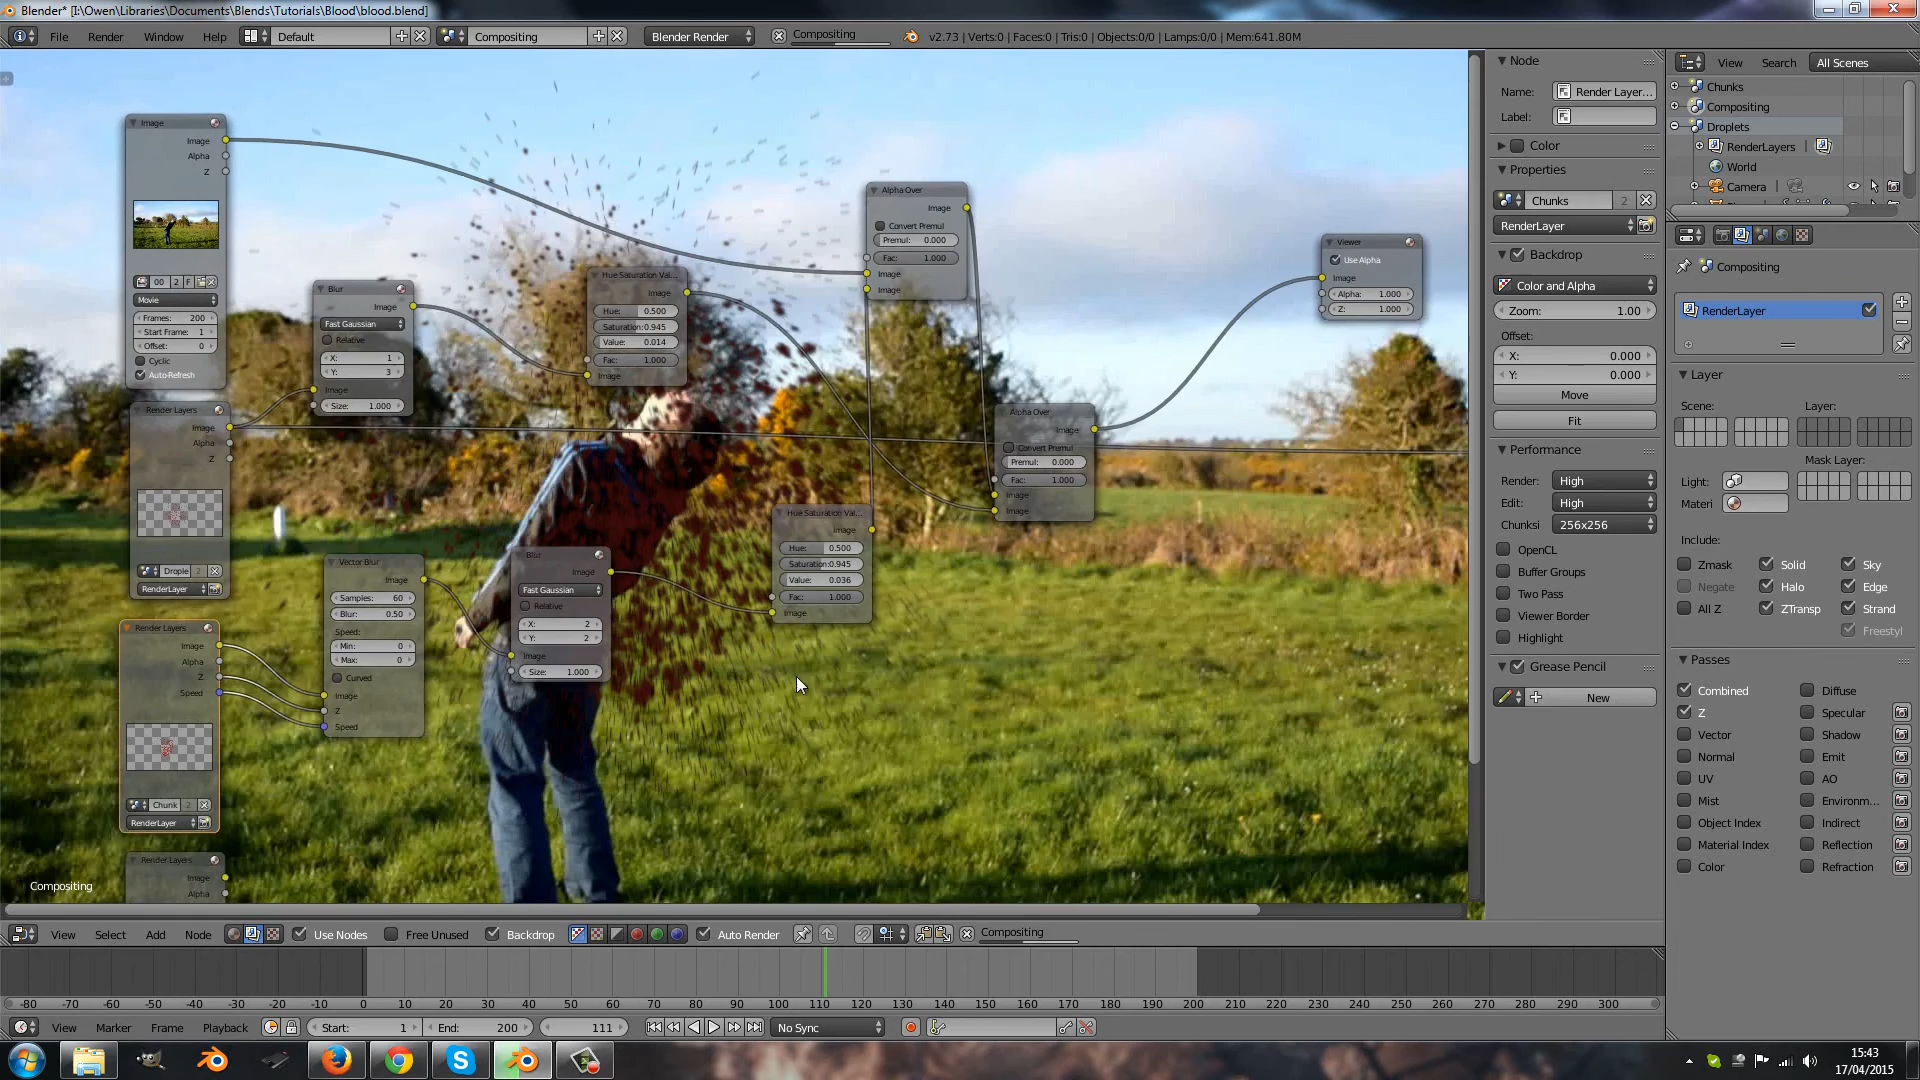 Blender* [I:\Owen\Libraries\Documents\Blends\Tutorials\Blood\blood.blend]
File Render Window Help Default Compositing Blender Render Compositing v2.73 | Verts:0 | Faces:0 | Tris:0 | Objects:0/0 | Lamps:0/0 | Mem:641.80M
Image
Image
Alpha
Z
00 2 F
Movie
Frames: 200
Start Frame: 1
Offset: 0
Cyclic
Auto-Refresh
Render Layers
Image
Alpha
Z
Drople 2
RenderLayer
Render Layers
Image
Alpha
Z
Speed
Chunk 2
RenderLayer
Render Layers
Image
Alpha
Compositing
Blur
Image
Fast Gaussian
Relative
X: 1
Y: 3
Image
Size: 1.000
Vector Blur
Image
Samples: 60
Blur: 0.50
Speed:
Min: 0
Max: 0
Curved
Image
Z
Speed
Hue Saturation Val...
Image
Hue: 0.500
Saturation:0.945
Value: 0.014
Fac: 1.000
Image
Blur
Image
Fast Gaussian
Relative
X: 2
Y: 2
Image
Size: 1.000
Hue Saturation Val...
Image
Hue: 0.500
Saturation:0.945
Value: 0.036
Fac: 1.000
Image
Alpha Over
Image
Convert Premul
Premul: 0.000
Fac: 1.000
Image
Image
Alpha Over
Image
Convert Premul
Premul: 0.000
Fac: 1.000
Image
Image
Viewer
Use Alpha
Image
Alpha: 1.000
Z: 1.000
Node
Name: Render Layer...
Label:
Color
Properties
Chunks 2
RenderLayer
Backdrop
Color and Alpha
Zoom: 1.00
Offset:
X: 0.000
Y: 0.000
Move
Fit
Performance
Render: High
Edit: High
Chunksi 256x256
OpenCL
Buffer Groups
Two Pass
Viewer Border
Highlight
Grease Pencil
New
View Search All Scenes
Chunks
Compositing
Droplets
RenderLayers
World
Camera
Compositing
RenderLayer
Layer
Scene: Layer:
Mask Layer:
Light:
Materi
Include:
Zmask Solid Sky
Negate Halo Edge
All Z ZTransp Strand
Freestyl
Passes
Combined Diffuse
Z Specular
Vector Shadow
Normal Emit
UV AO
Mist Environm...
Object Index Indirect
Material Index Reflection
Color Refraction
View Select Add Node Use Nodes Free Unused Backdrop Auto Render Compositing
-80 -70 -60 -50 -40 -30 -20 -10 0 10 20 30 40 50 60 70 80 90 100 110 120 130 140 150 160 170 180 190 200 210 220 230 240 250 260 270 280 290 300
View Marker Frame Playback Start: 1 End: 200 111 No Sync
15:43
17/04/2015